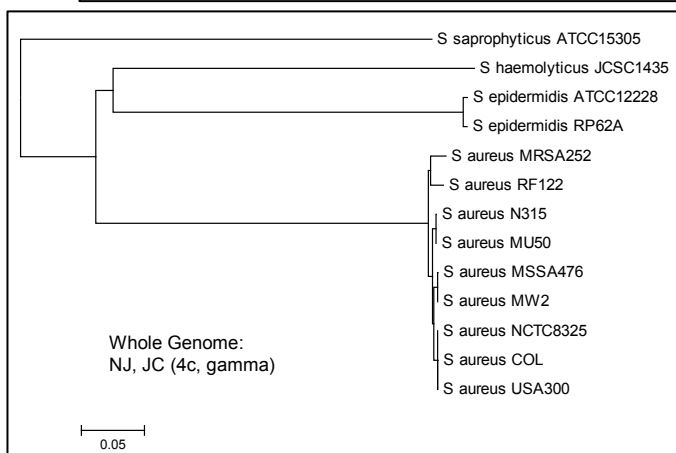 S saprophyticus ATCC15305
S haemolyticus JCSC1435
S epidermidis ATCC12228
S epidermidis RP62A
S aureus MRSA252
S aureus RF122
S aureus N315
S aureus MU50
S aureus MSSA476
S aureus MW2
S aureus NCTC8325
S aureus COL
S aureus USA300
Whole Genome:
NJ, JC (4c, gamma)
0.05